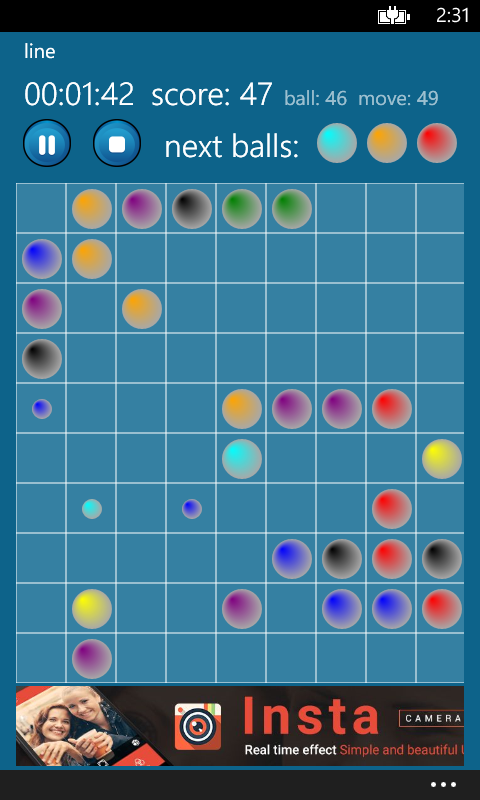 2:31
line
00:01:42 score: 47 ball: 46 move: 49
next balls:
Insta
CAMERA
Real time effect Simple and beautiful